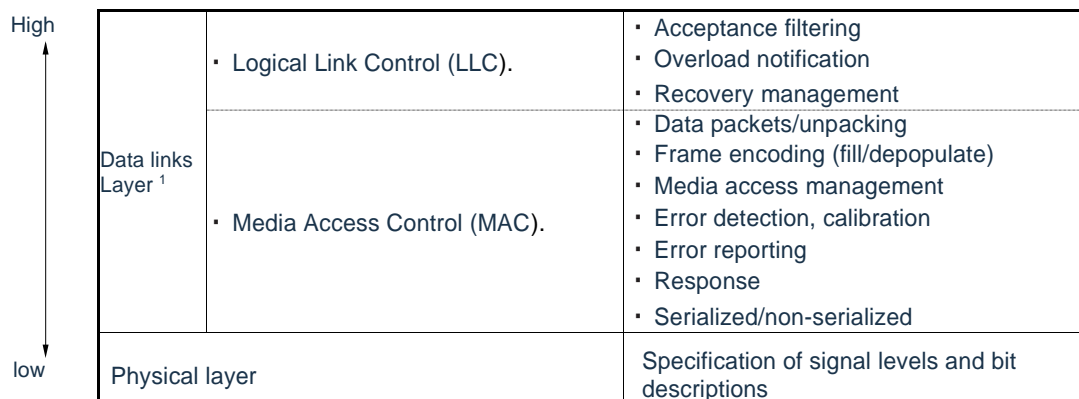 High
Data links
Layer 1
· Logical Link Control (LLC).
· Acceptance filtering
· Overload notification
· Recovery management
· Media Access Control (MAC).
· Data packets/unpacking
· Frame encoding (fill/depopulate)
· Media access management
· Error detection, calibration
· Error reporting
· Response
· Serialized/non-serialized
low
Physical layer
Specification of signal levels and bit
descriptions